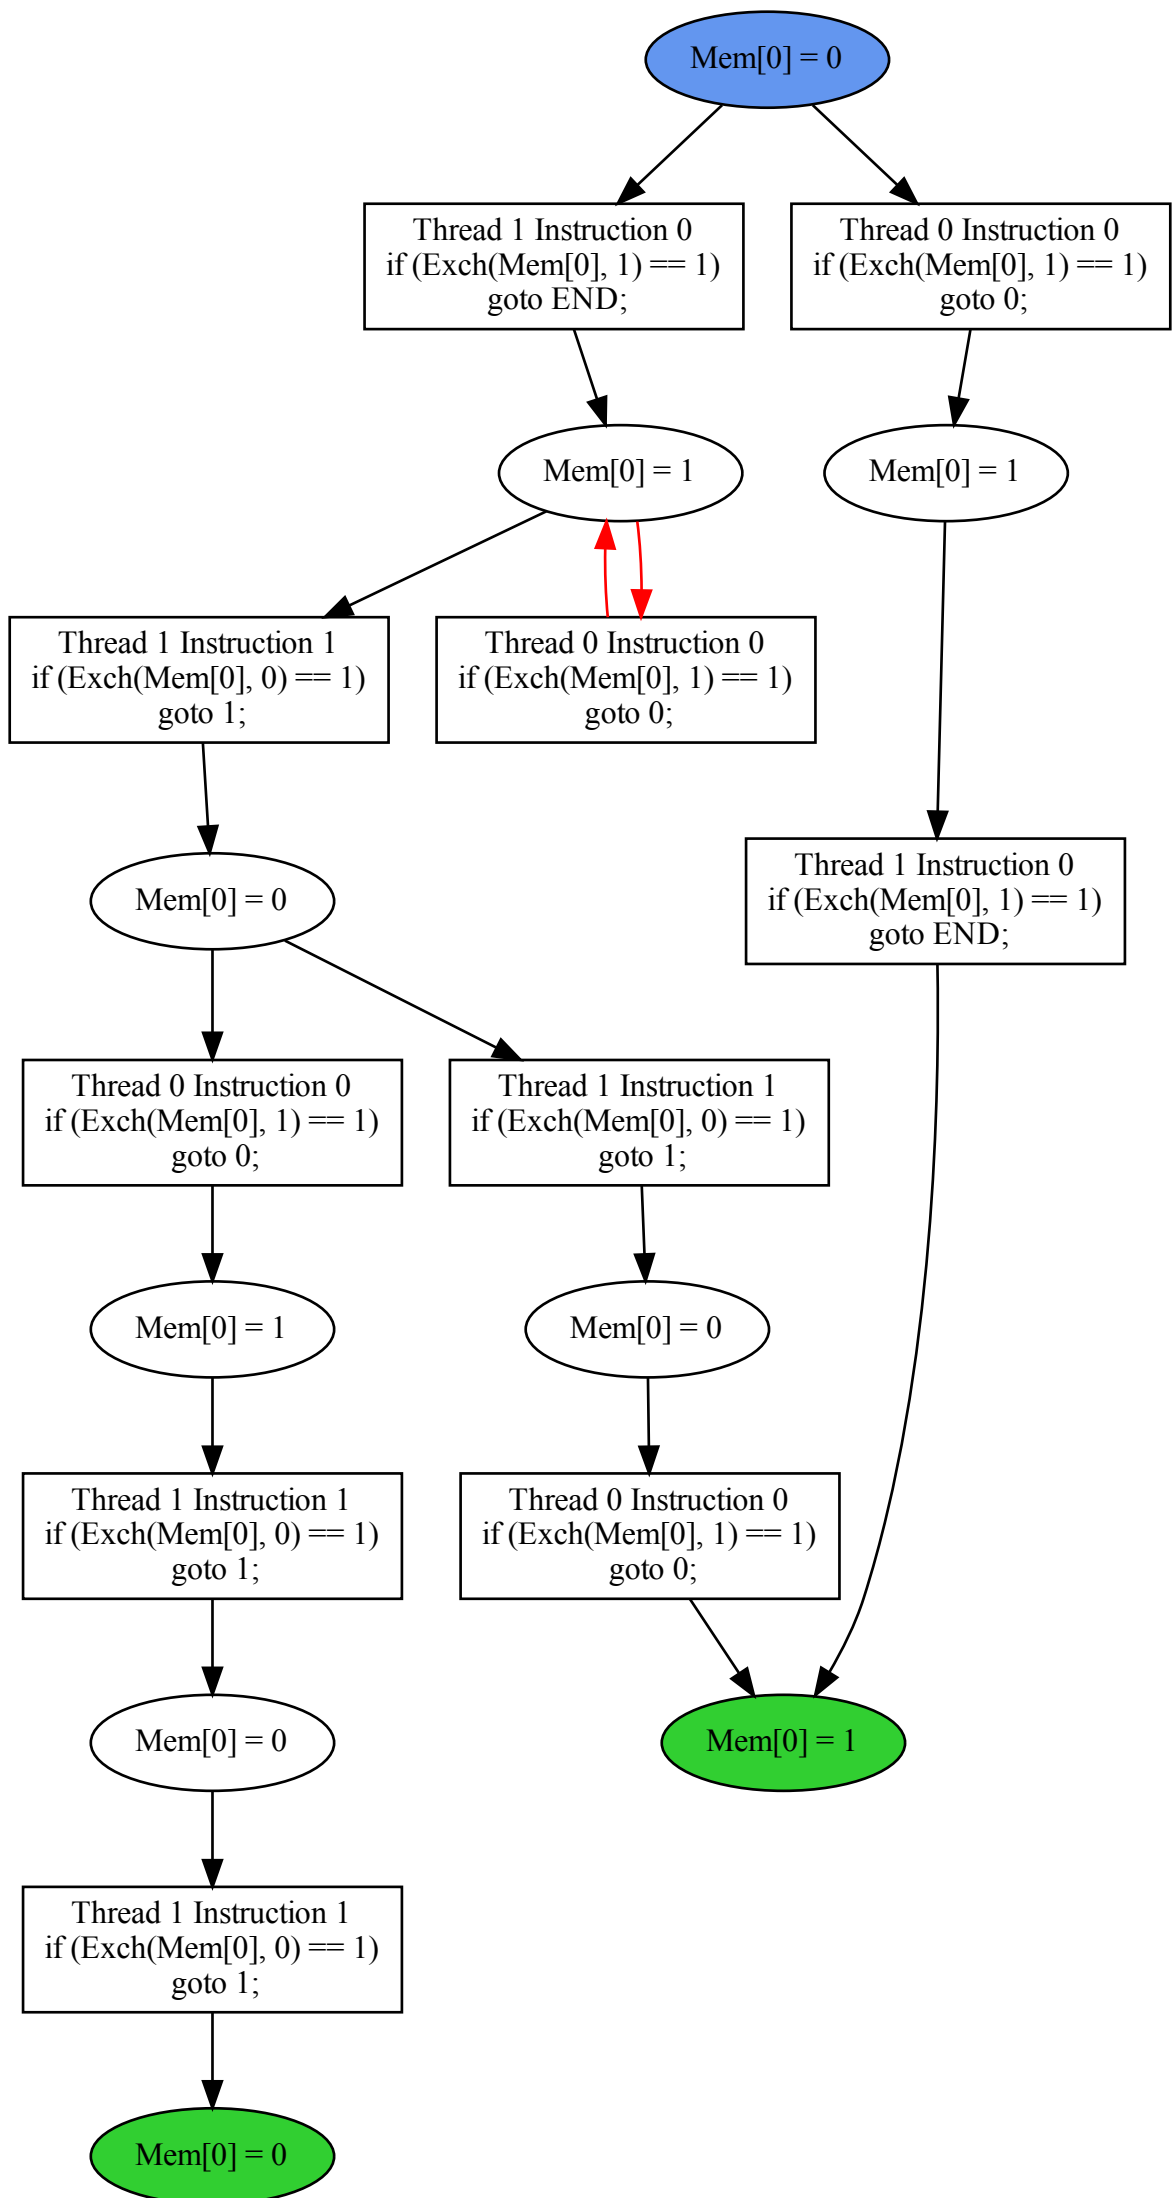 Mem[0] = 0
Thread 1 Instruction 0
if (Exch(Mem[0], 1) == 1)
goto END;
Thread 0 Instruction 0
if (Exch(Mem[0], 1) == 1)
goto 0;
Mem[0] = 1
Mem[0] = 1
Thread 1 Instruction 1
if (Exch(Mem[0], 0) == 1)
goto 1;
Thread 0 Instruction 0
if (Exch(Mem[0], 1) == 1)
goto 0;
Mem[0] = 0
Thread 1 Instruction 0
if (Exch(Mem[0], 1) == 1)
goto END;
Thread 0 Instruction 0
if (Exch(Mem[0], 1) == 1)
goto 0;
Thread 1 Instruction 1
if (Exch(Mem[0], 0) == 1)
goto 1;
Mem[0] = 1
Mem[0] = 0
Thread 1 Instruction 1
if (Exch(Mem[0], 0) == 1)
goto 1;
Thread 0 Instruction 0
if (Exch(Mem[0], 1) == 1)
goto 0;
Mem[0] = 0
Mem[0] = 1
Thread 1 Instruction 1
if (Exch(Mem[0], 0) == 1)
goto 1;
Mem[0] = 0